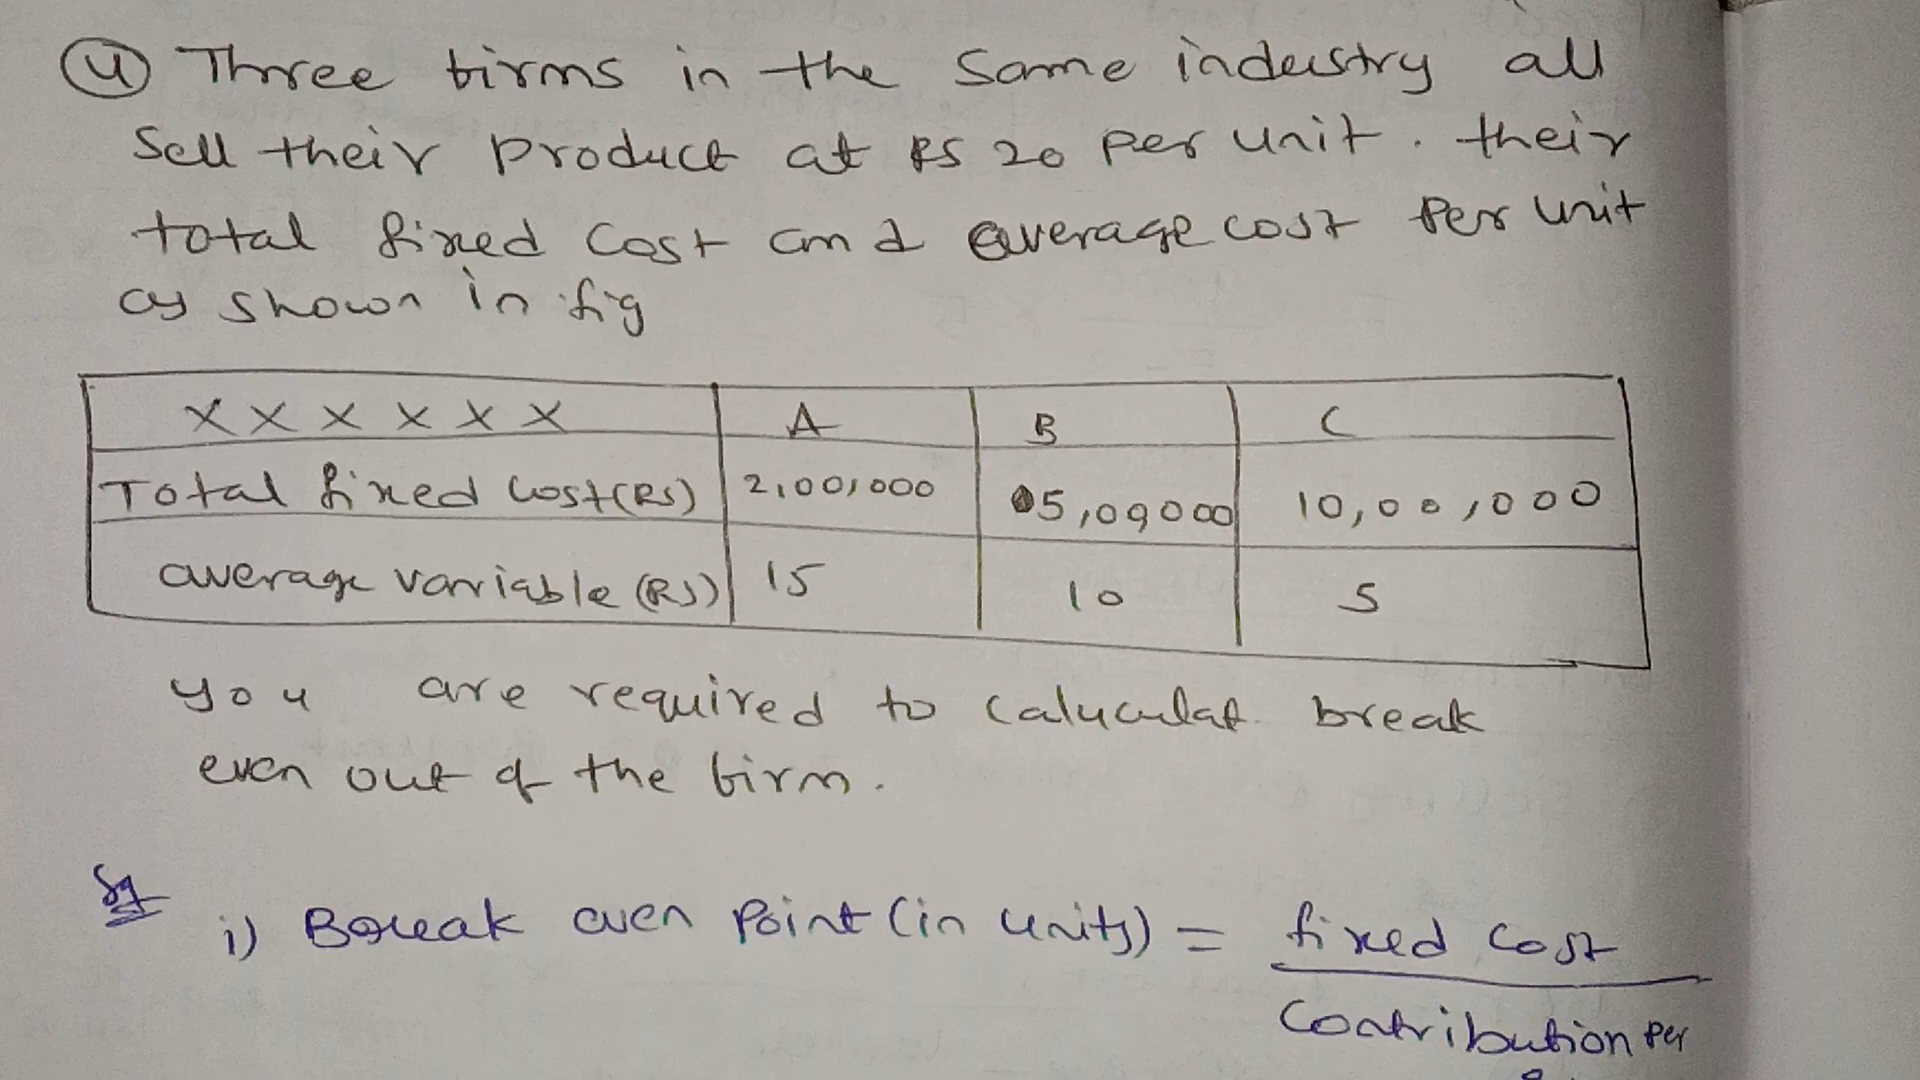 ④ Three firms in the same industry all
Sell their product at RS 20 per unit. their
total fixed cost and average cost Per unit
as shown in fig
X X X X X X A B C
Total fixed cost(RS) 2,00,000 5,00000 10,00,000
average variable (RS) 15 10 5
you are required to caluculat break
even out of the firm.
Sol
i) Break even Point (in units) = fixed cost
Contribution Per